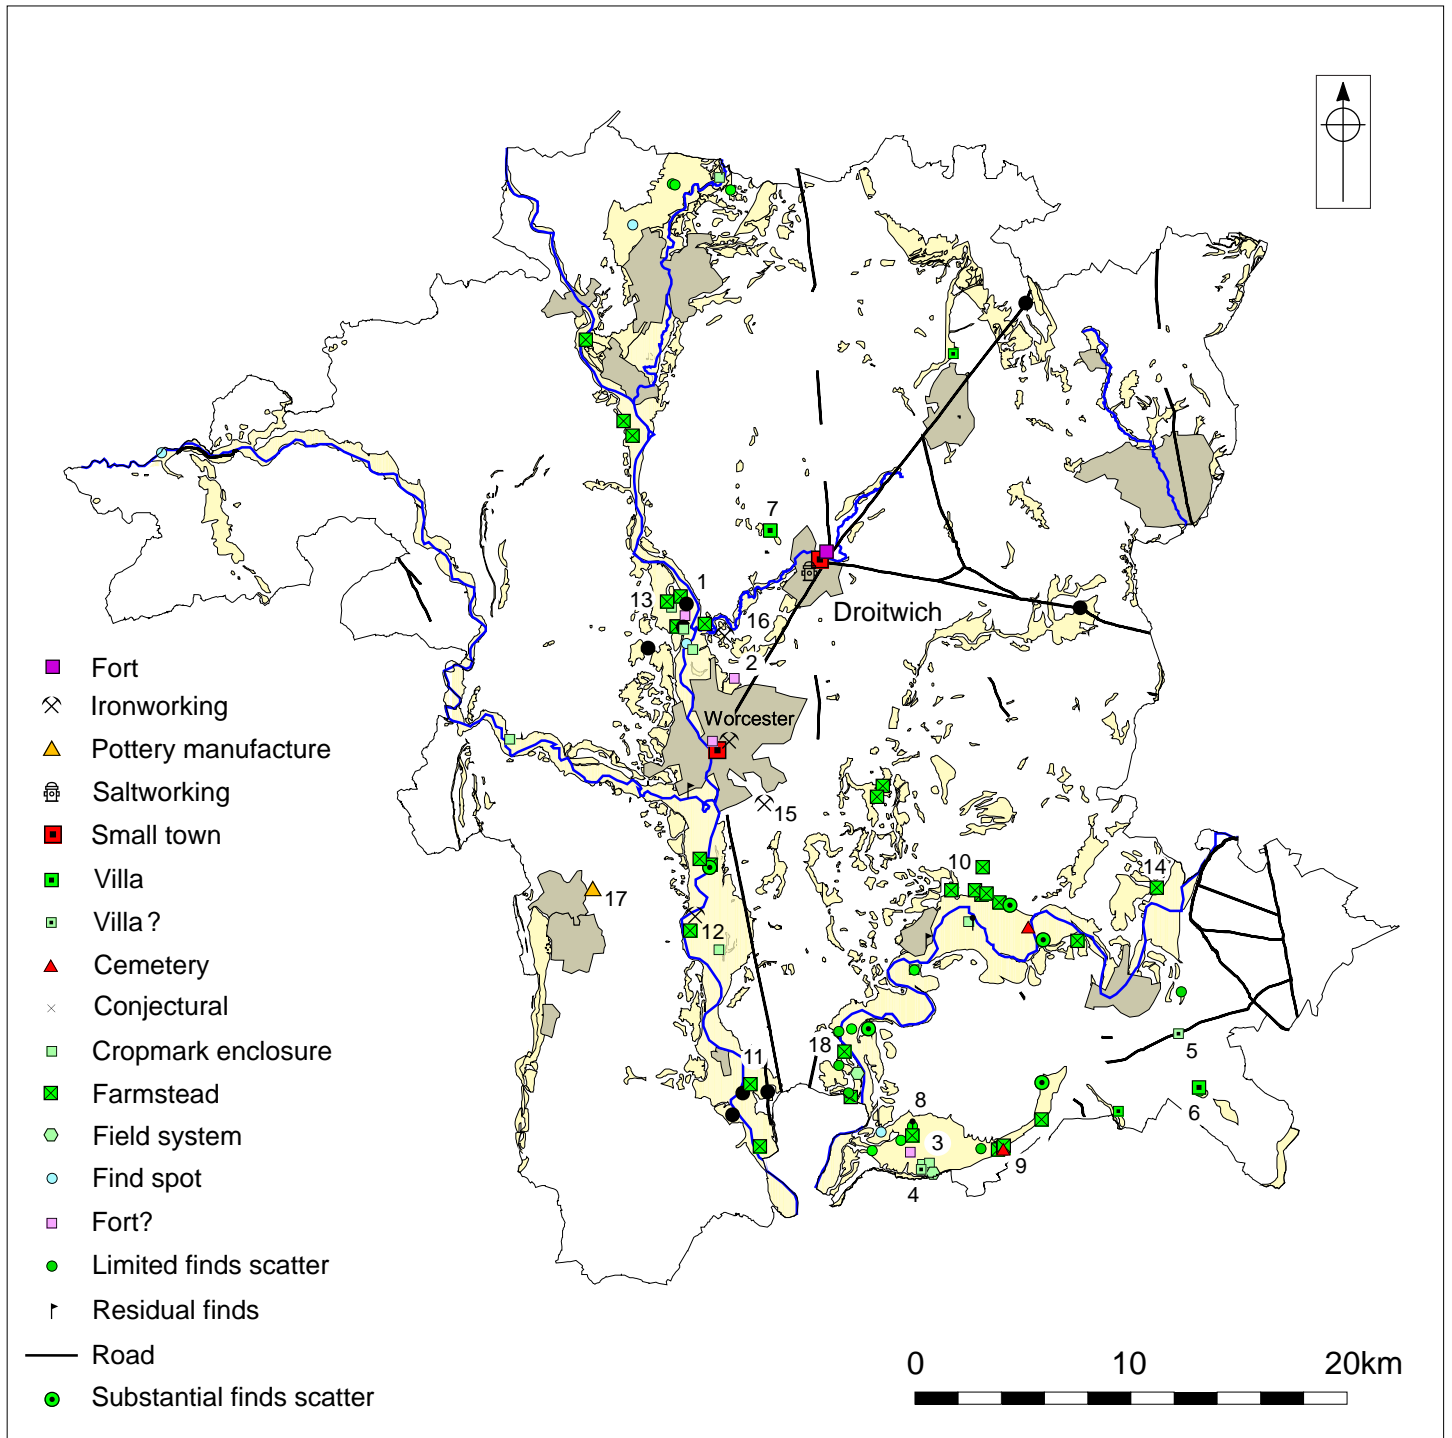 7
1
13
16
Droitwich
2
Worcester
15
10
14
17
12
18
5
11
6
8
3
9
4
Fort
Ironworking
Pottery manufacture
Saltworking
Small town
Villa
Villa ?
Cemetery
Conjectural
Cropmark enclosure
Farmstead
Field system
Find spot
Fort?
Limited finds scatter
Residual finds
Road
Substantial finds scatter
0 10 20km